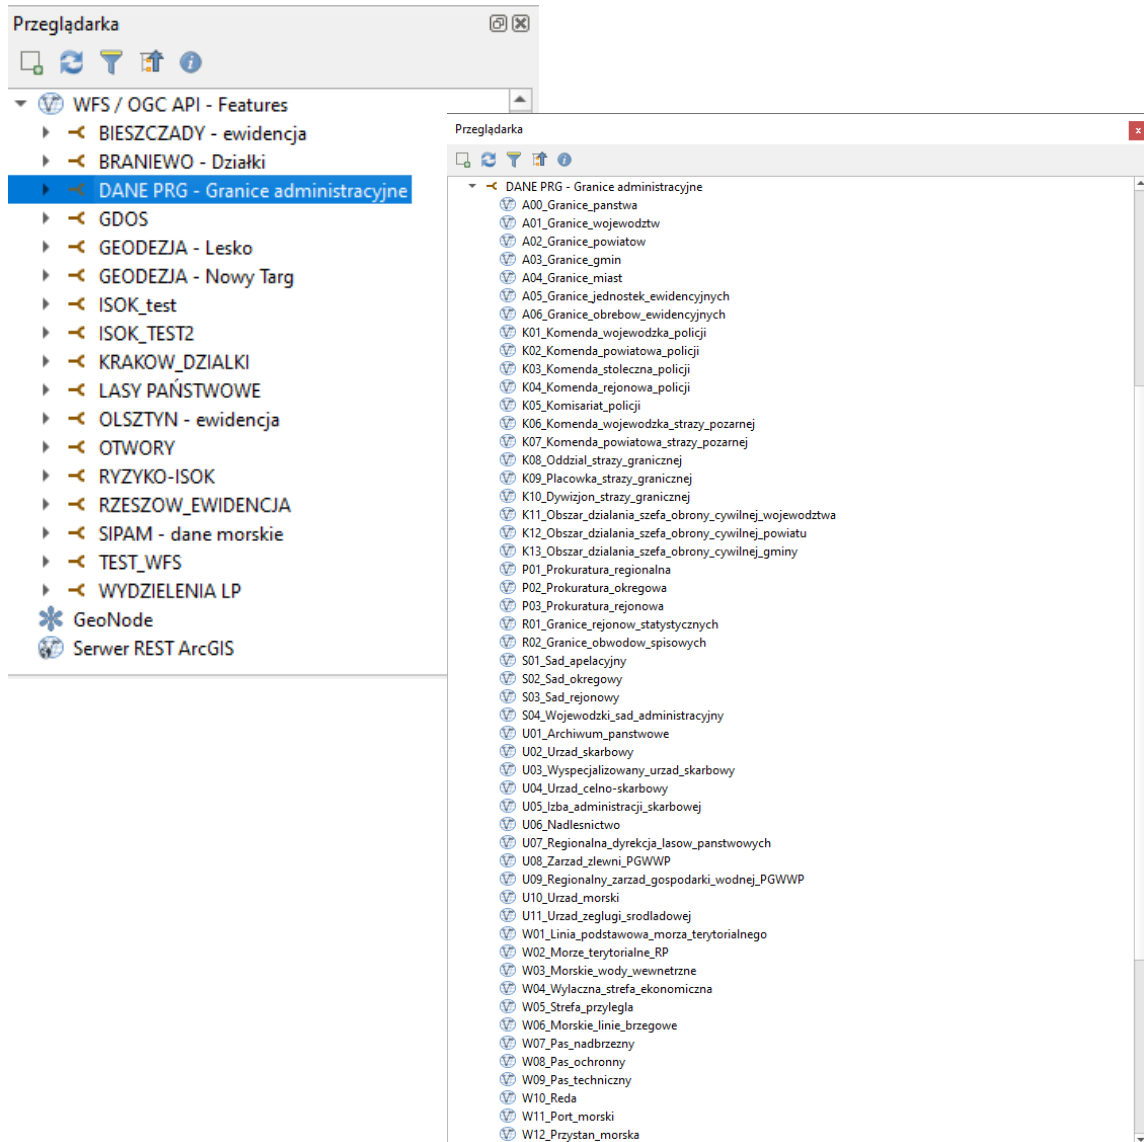 Przeglądarka
WFS / OGC API - Features
BIESZCZADY - ewidencja
BRANIEWO - Działki
DANE PRG - Granice administracyjne
GDOS
GEODEZJA - Lesko
GEODEZJA - Nowy Targ
ISOK_test
ISOK_TEST2
KRAKOW_DZIALKI
LASY PAŃSTWOWE
OLSZTYN - ewidencja
OTWORY
RYZYKO-ISOK
RZESZOW_EWIDENCJA
SIPAM - dane morskie
TEST_WFS
WYDZIELENIA LP
GeoNode
Serwer REST ArcGIS
Przeglądarka
DANE PRG - Granice administracyjne
A00_Granice_panstwa
A01_Granice_wojewodztw
A02_Granice_powiatow
A03_Granice_gmin
A04_Granice_miast
A05_Granice_jednostek_ewidencyjnych
A06_Granice_obrebow_ewidencyjnych
K01_Komenda_wojewodzka_policji
K02_Komenda_powiatowa_policji
K03_Komenda_stoleczna_policji
K04_Komenda_rejonowa_policji
K05_Komisariat_policji
K06_Komenda_wojewodzka_strazy_pozarnej
K07_Komenda_powiatowa_strazy_pozarnej
K08_Oddzial_strazy_granicznej
K09_Placowka_strazy_granicznej
K10_Dywizjon_strazy_granicznej
K11_Obszar_dzialania_szefa_obrony_cywilnej_wojewodztwa
K12_Obszar_dzialania_szefa_obrony_cywilnej_powiatu
K13_Obszar_dzialania_szefa_obrony_cywilnej_gminy
P01_Prokuratura_regionalna
P02_Prokuratura_okregowa
P03_Prokuratura_rejonowa
R01_Granice_rejonow_statystycznych
R02_Granice_obwodow_spisowych
S01_Sad_apelacyjny
S02_Sad_okregowy
S03_Sad_rejonowy
S04_Wojewodzki_sad_administracyjny
U01_Archiwum_panstwowe
U02_Urzad_skarbowy
U03_Wyspecjalizowany_urzad_skarbowy
U04_Urzad_celno-skarbowy
U05_Izba_administracji_skarbowej
U06_Nadlesnictwo
U07_Regionalna_dyrekcja_lasow_panstwowych
U08_Zarzad_zlewni_PGWWP
U09_Regionalny_zarzad_gospodarki_wodnej_PGWWP
U10_Urzad_morski
U11_Urzad_zeglugi_srodladowej
W01_Linia_podstawowa_morza_terytorialnego
W02_Morze_terytorialne_RP
W03_Morskie_wody_wewnetrzne
W04_Wylaczna_strefa_ekonomiczna
W05_Strefa_przylegla
W06_Morskie_linie_brzegowe
W07_Pas_nadbrzezny
W08_Pas_ochronny
W09_Pas_techniczny
W10_Reda
W11_Port_morski
W12_Przystan_morska